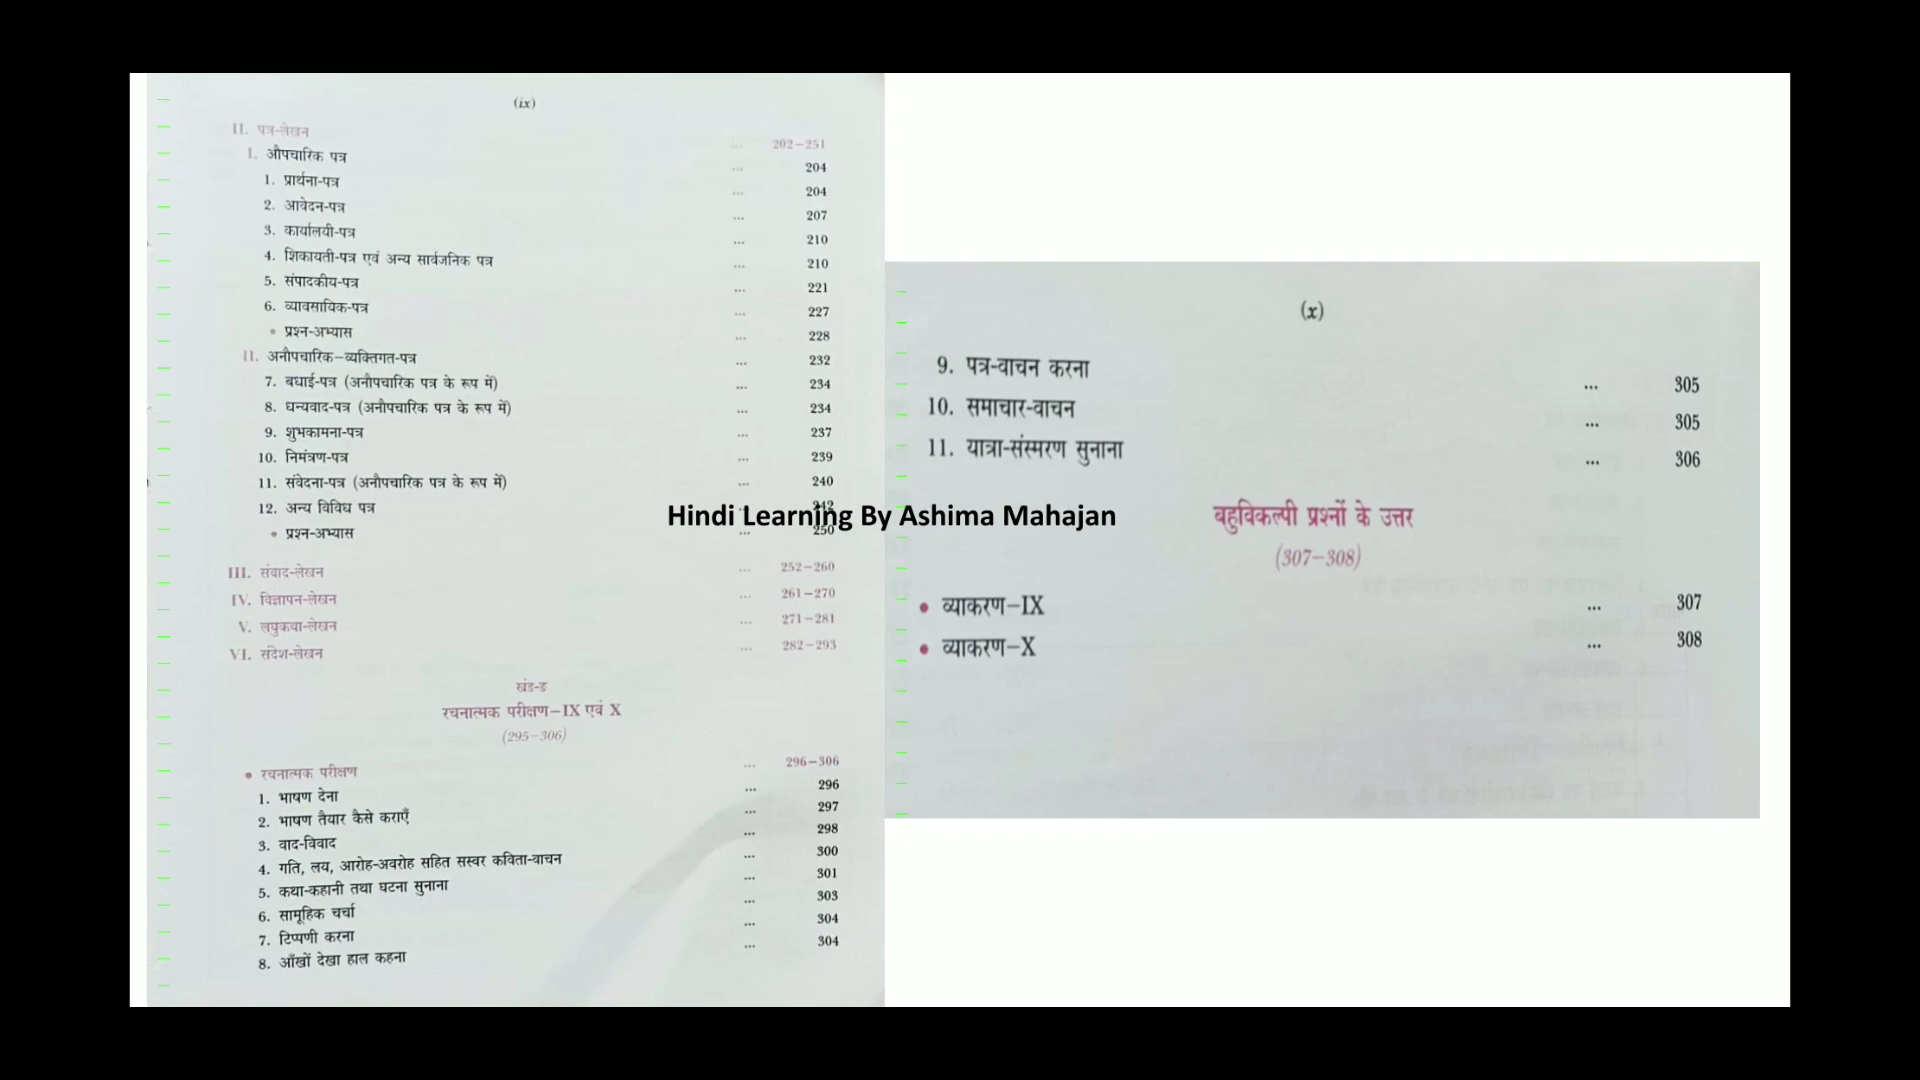 (ix)
II. पत्र-लेखन ... 202–251
I. औपचारिक पत्र ... 204
1. प्रार्थना-पत्र ... 204
2. आवेदन-पत्र ... 207
3. कार्यालयी-पत्र ... 210
4. शिकायती-पत्र एवं अन्य सार्वजनिक पत्र ... 210
5. संपादकीय-पत्र ... 221
6. व्यावसायिक-पत्र ... 227
• प्रश्न-अभ्यास ... 228
II. अनौपचारिक–व्यक्तिगत-पत्र ... 232
7. बधाई-पत्र (अनौपचारिक पत्र के रूप में) ... 234
8. धन्यवाद-पत्र (अनौपचारिक पत्र के रूप में) ... 234
9. शुभकामना-पत्र ... 237
10. निमंत्रण-पत्र ... 239
11. संवेदना-पत्र (अनौपचारिक पत्र के रूप में) ... 240
12. अन्य विविध पत्र ... 242
• प्रश्न-अभ्यास ... 250
III. संवाद-लेखन ... 252–260
IV. विज्ञापन-लेखन ... 261–270
V. लघुकथा-लेखन ... 271–281
VI. संदेश-लेखन ... 282–293
खंड-ङ
रचनात्मक परीक्षण–IX एवं X
(295–306)
• रचनात्मक परीक्षण ... 296–306
1. भाषण देना ... 296
2. भाषण तैयार कैसे कराएँ ... 297
3. वाद-विवाद ... 298
4. गति, लय, आरोह-अवरोह सहित सस्वर कविता-वाचन ... 300
5. कथा-कहानी तथा घटना सुनाना ... 301
6. सामूहिक चर्चा ... 303
7. टिप्पणी करना ... 304
8. आँखों देखा हाल कहना ... 304
Hindi Learning By Ashima Mahajan
(x)
9. पत्र-वाचन करना ... 305
10. समाचार-वाचन ... 305
11. यात्रा-संस्मरण सुनाना ... 306
बहुविकल्पी प्रश्नों के उत्तर
(307–308)
• व्याकरण–IX ... 307
• व्याकरण–X ... 308